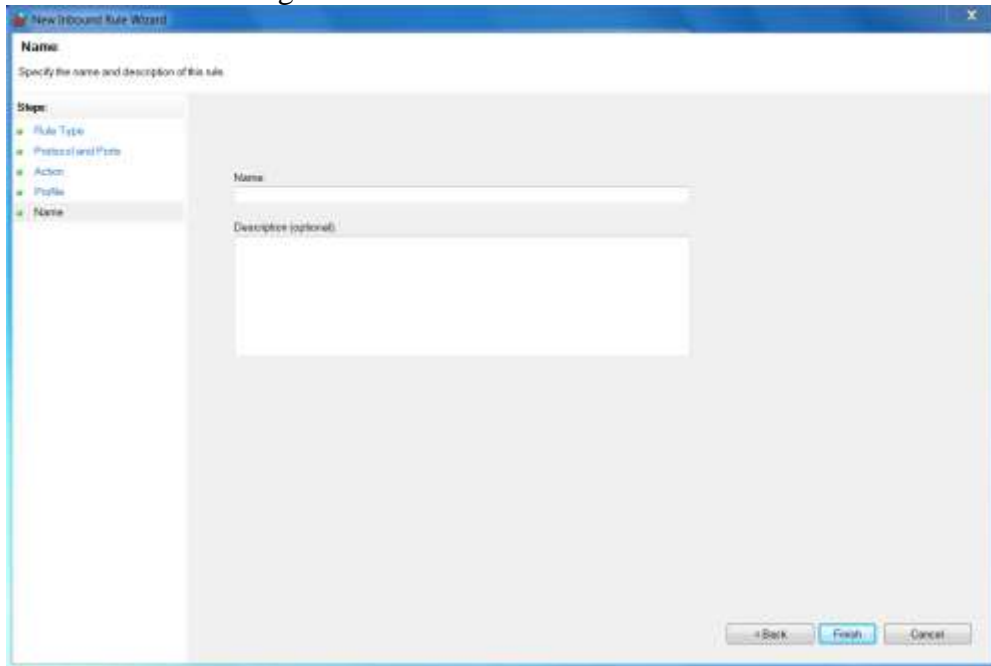 New Inbound Rule Wizard
X
Name
Specify the name and description of this rule.
Steps:
Rule Type
Protocol and Ports
Action
Profile
Name
Name:
Description (optional):
< Back
Finish
Cancel